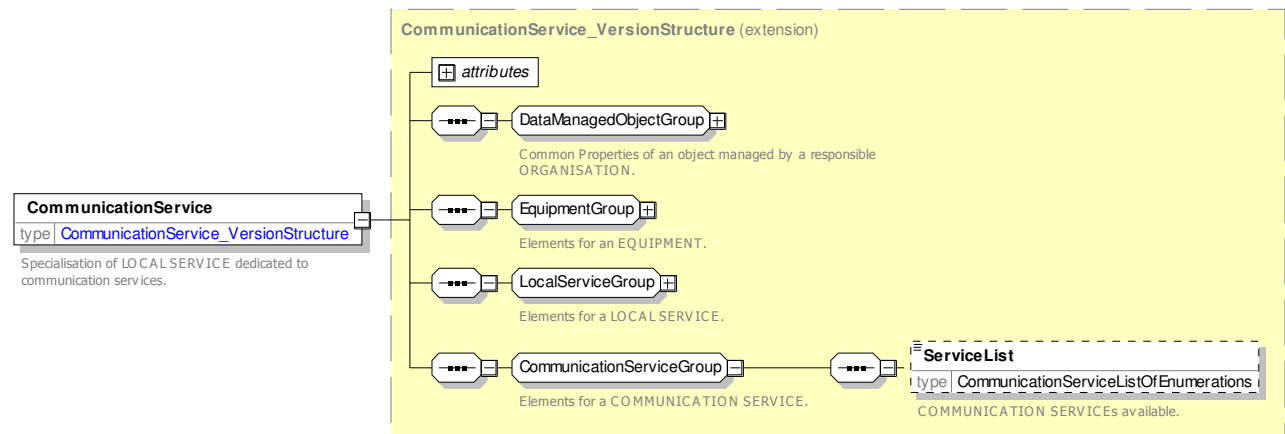 CommunicationService_VersionStructure (extension)
attributes
DataManagedObjectGroup
Common Properties of an object managed by a responsible
ORGANISATION.
CommunicationService
type CommunicationService_VersionStructure
Specialisation of LOCAL SERVICE dedicated to
communication services.
EquipmentGroup
Elements for an EQUIPMENT.
LocalServiceGroup
Elements for a LOCAL SERVICE.
CommunicationServiceGroup
Elements for a COMMUNICATION SERVICE.
ServiceList
type CommunicationServiceListOfEnumerations
COMMUNICATION SERVICEs available.